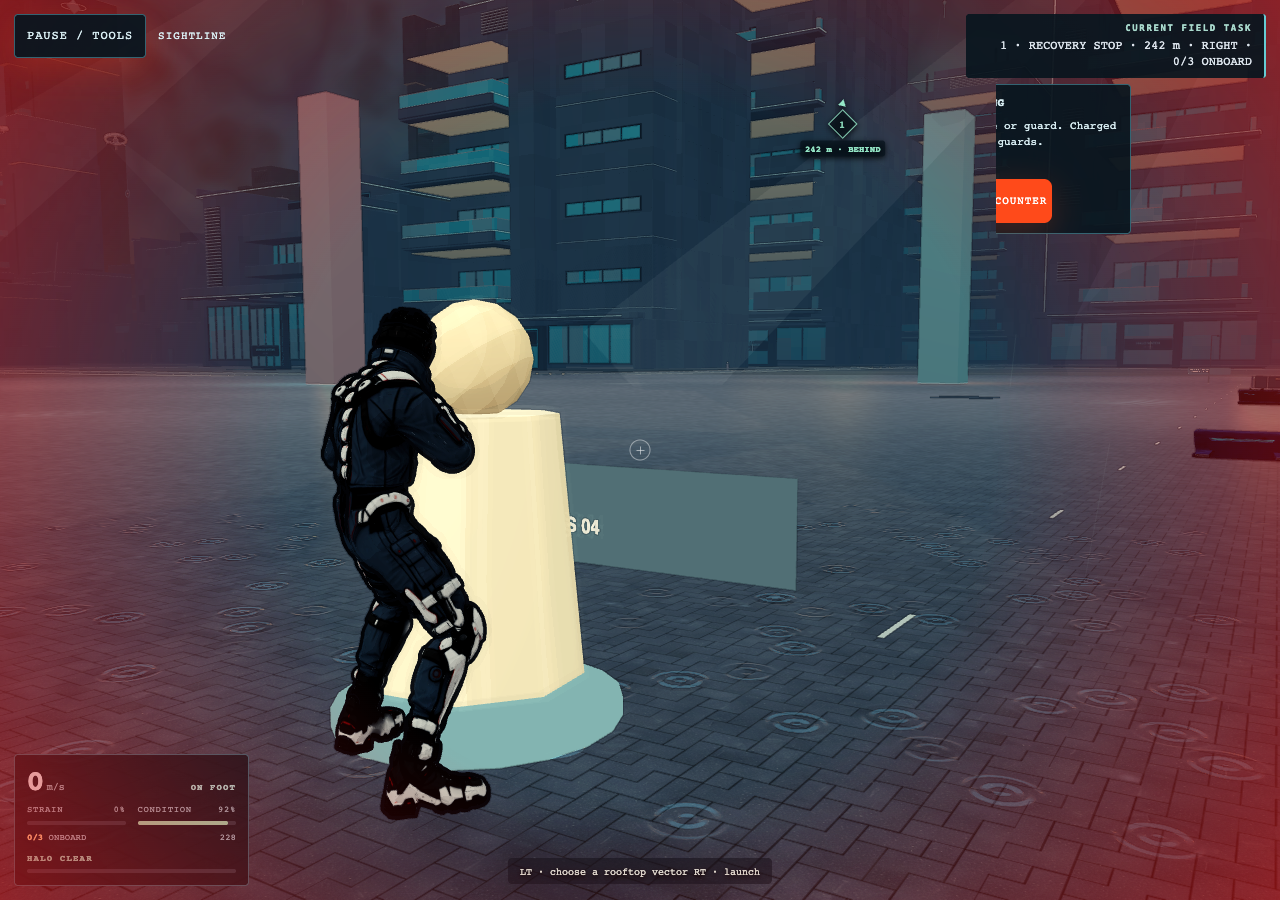 PAUSE / TOOLS
SIGHTLINE
CURRENT FIELD TASK
1 · RECOVERY STOP · 242 m · RIGHT ·
0/3 ONBOARD
or guard. Charged
guards.
COUNTER
1
242 m · BEHIND
S 04
0 m/s
ON FOOT
STRAIN 0% CONDITION 92%
0/3 ONBOARD 228
HALO CLEAR
LT · choose a rooftop vector RT · launch